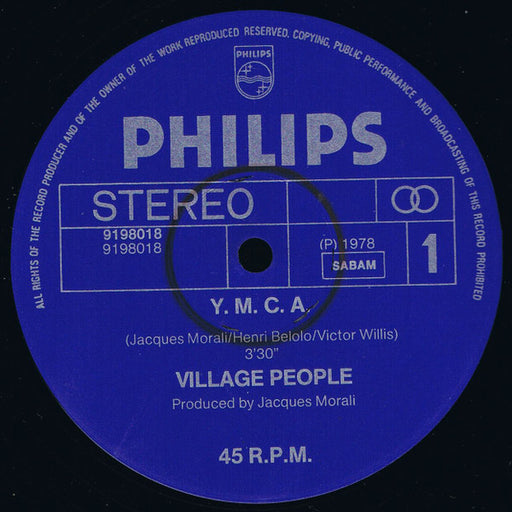 ALL RIGHTS OF THE RECORD PRODUCER AND OF THE OWNER OF THE WORK REPRODUCED RESERVED. COPYING, PUBLIC PERFORMANCE AND BROADCASTING OF THIS RECORD PROHIBITED
PHILIPS
PHILIPS
STEREO
9198018
9198018
(P) 1978
SABAM
1
Y. M. C. A.
(Jacques Morali/Henri Belolo/Victor Willis)
3'30"
VILLAGE PEOPLE
Produced by Jacques Morali
45 R.P.M.